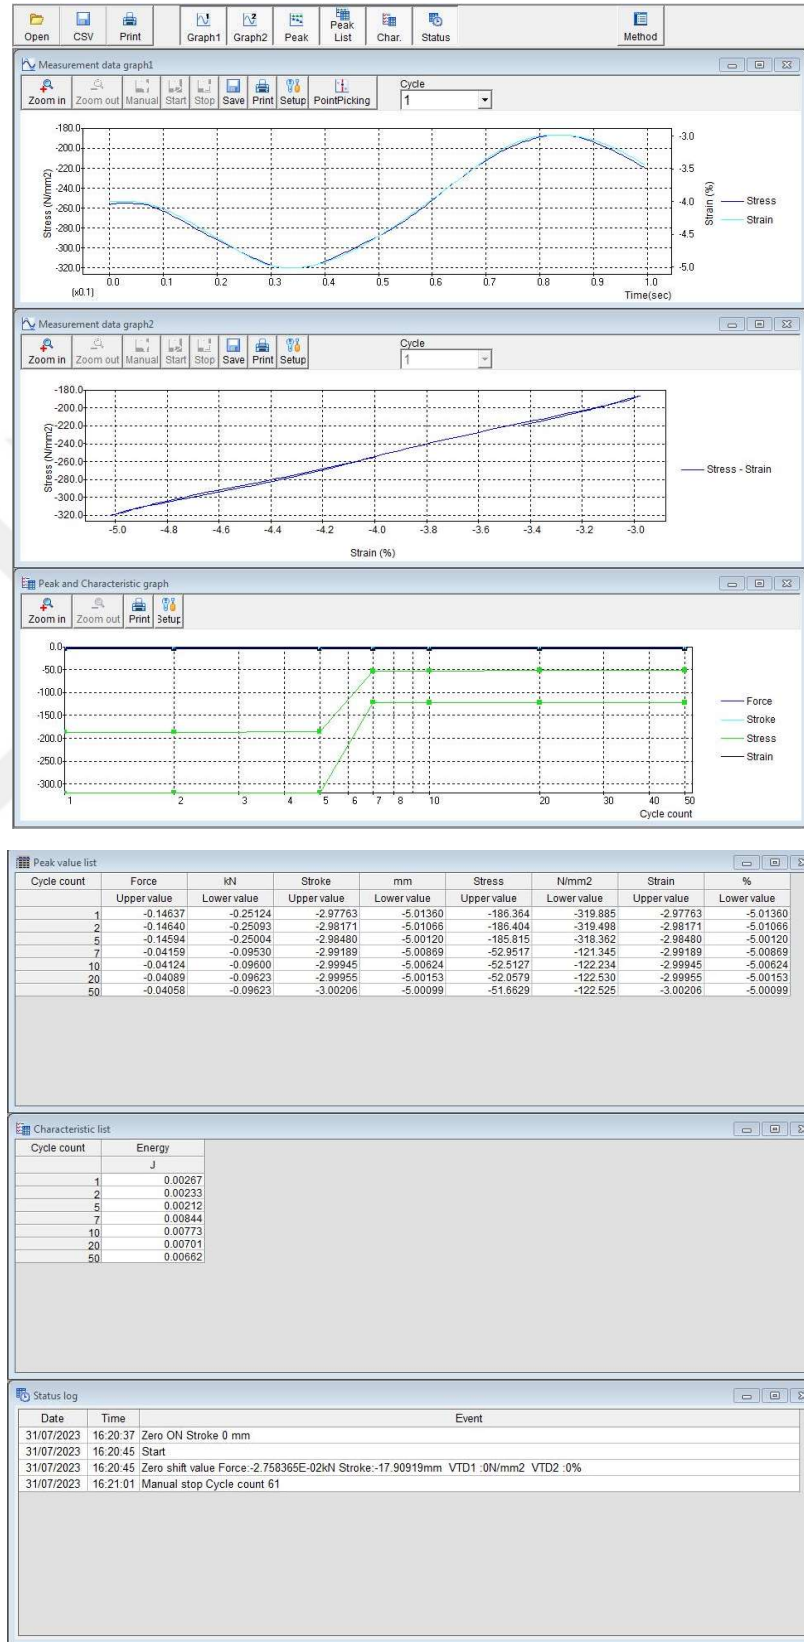 Open CSV Print Graph1 Graph2 Peak Peak List Char. Status Method
Measurement data graph1
Zoom in Zoom out Manual Start Stop Save Print Setup PointPicking
Cycle
1
Stress (N/mm2)
-180.0
-200.0
-220.0
-240.0
-260.0
-280.0
-300.0
-320.0
Strain (%)
-3.0
-3.5
-4.0
-4.5
-5.0
Stress
Strain
0.0 0.1 0.2 0.3 0.4 0.5 0.6 0.7 0.8 0.9 1.0
(x0.1)
Time(sec)
Measurement data graph2
Zoom in Zoom out Manual Start Stop Save Print Setup
Cycle
1
Stress (N/mm2)
-180.0
-200.0
-220.0
-240.0
-260.0
-280.0
-300.0
-320.0
Stress - Strain
-5.0 -4.8 -4.6 -4.4 -4.2 -4.0 -3.8 -3.6 -3.4 -3.2 -3.0
Strain (%)
Peak and Characteristic graph
Zoom in Zoom out Print Setup
0.0
-50.0
-100.0
-150.0
-200.0
-250.0
-300.0
Force
Stroke
Stress
Strain
1 2 3 4 5 6 7 8 10 20 30 40 50
Cycle count
Peak value list
Cycle count Force kN Stroke mm Stress N/mm2 Strain %
Upper value Lower value Upper value Lower value Upper value Lower value Upper value Lower value
1 -0.14637 -0.25124 -2.97763 -5.01360 -186.364 -319.885 -2.97763 -5.01360
2 -0.14640 -0.25093 -2.98171 -5.01066 -186.404 -319.498 -2.98171 -5.01066
5 -0.14594 -0.25004 -2.98480 -5.00120 -185.815 -318.362 -2.98480 -5.00120
7 -0.04159 -0.09530 -2.99189 -5.00869 -52.9517 -121.345 -2.99189 -5.00869
10 -0.04124 -0.09600 -2.99945 -5.00624 -52.5127 -122.234 -2.99945 -5.00624
20 -0.04089 -0.09623 -2.99955 -5.00153 -52.0579 -122.530 -2.99955 -5.00153
50 -0.04058 -0.09623 -3.00206 -5.00099 -51.6629 -122.525 -3.00206 -5.00099
Characteristic list
Cycle count Energy
J
1 0.00267
2 0.00233
5 0.00212
7 0.00844
10 0.00773
20 0.00701
50 0.00662
Status log
Date Time Event
31/07/2023 16:20:37 Zero ON Stroke 0 mm
31/07/2023 16:20:45 Start
31/07/2023 16:20:45 Zero shift value Force:-2.758365E-02kN Stroke:-17.90919mm VTD1 :0N/mm2 VTD2 :0%
31/07/2023 16:21:01 Manual stop Cycle count 61